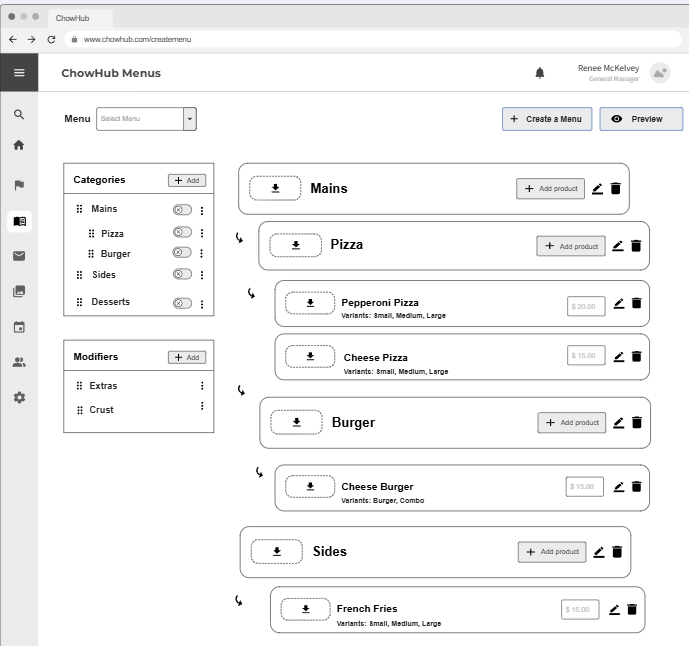 ChowHub
www.chowhub.com/createmenu
ChowHub Menus
Renee McKelvey
General Manager
Menu
Select Menu
Create a Menu
Preview
Categories
Add
Mains
Pizza
Burger
Sides
Desserts
Modifiers
Add
Extras
Crust
Mains
Add product
Pizza
Add product
Pepperoni Pizza
Variants: Small, Medium, Large
$ 20.00
Cheese Pizza
Variants: Small, Medium, Large
$ 15.00
Burger
Add product
Cheese Burger
Variants: Burger, Combo
$ 15.00
Sides
Add product
French Fries
Variants: Small, Medium, Large
$ 15.00